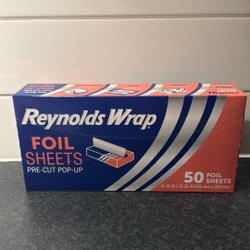 Reynolds Wrap®
FOIL
SHEETS
PRE-CUT POP-UP
50 FOIL
SHEETS